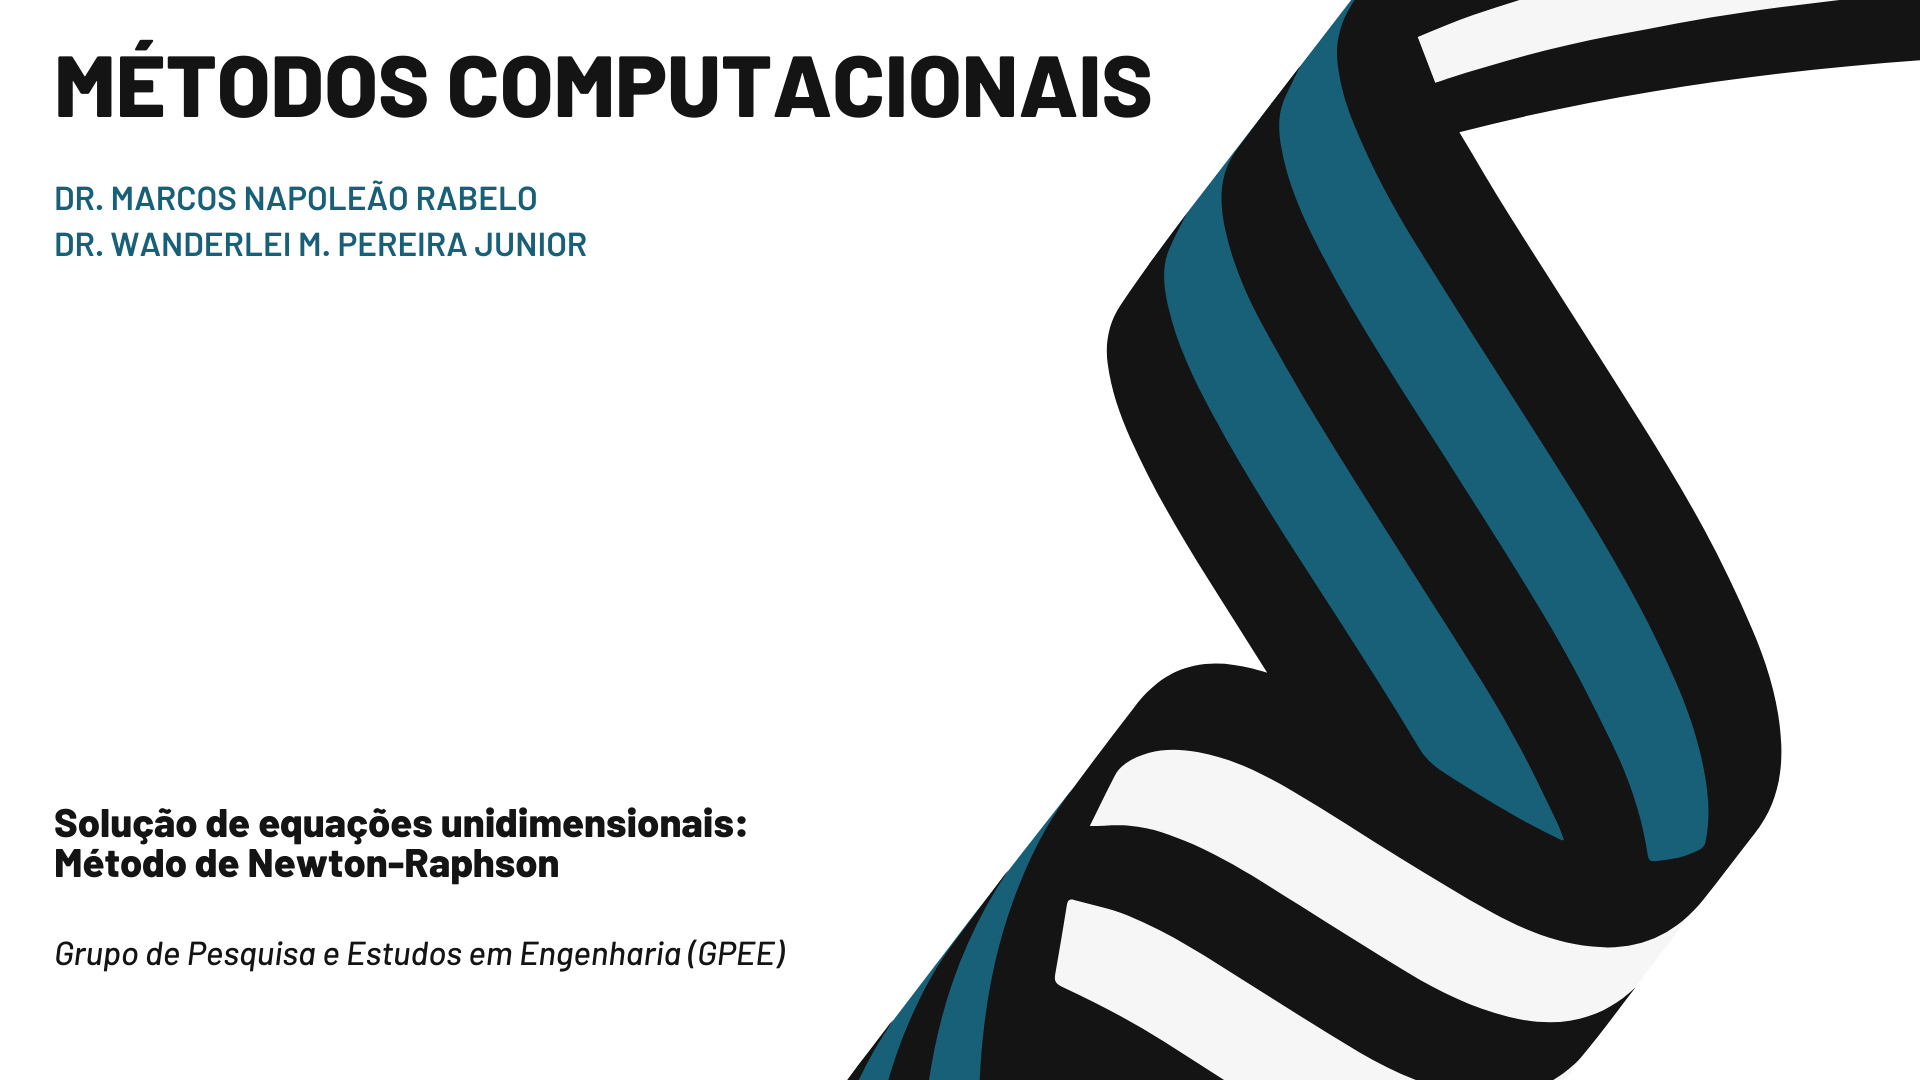 MÉTODOS COMPUTACIONAIS
DR. MARCOS NAPOLEÃO RABELO
DR. WANDERLEI M. PEREIRA JUNIOR
Solução de equações unidimensionais:
Método de Newton-Raphson
Grupo de Pesquisa e Estudos em Engenharia (GPEE)